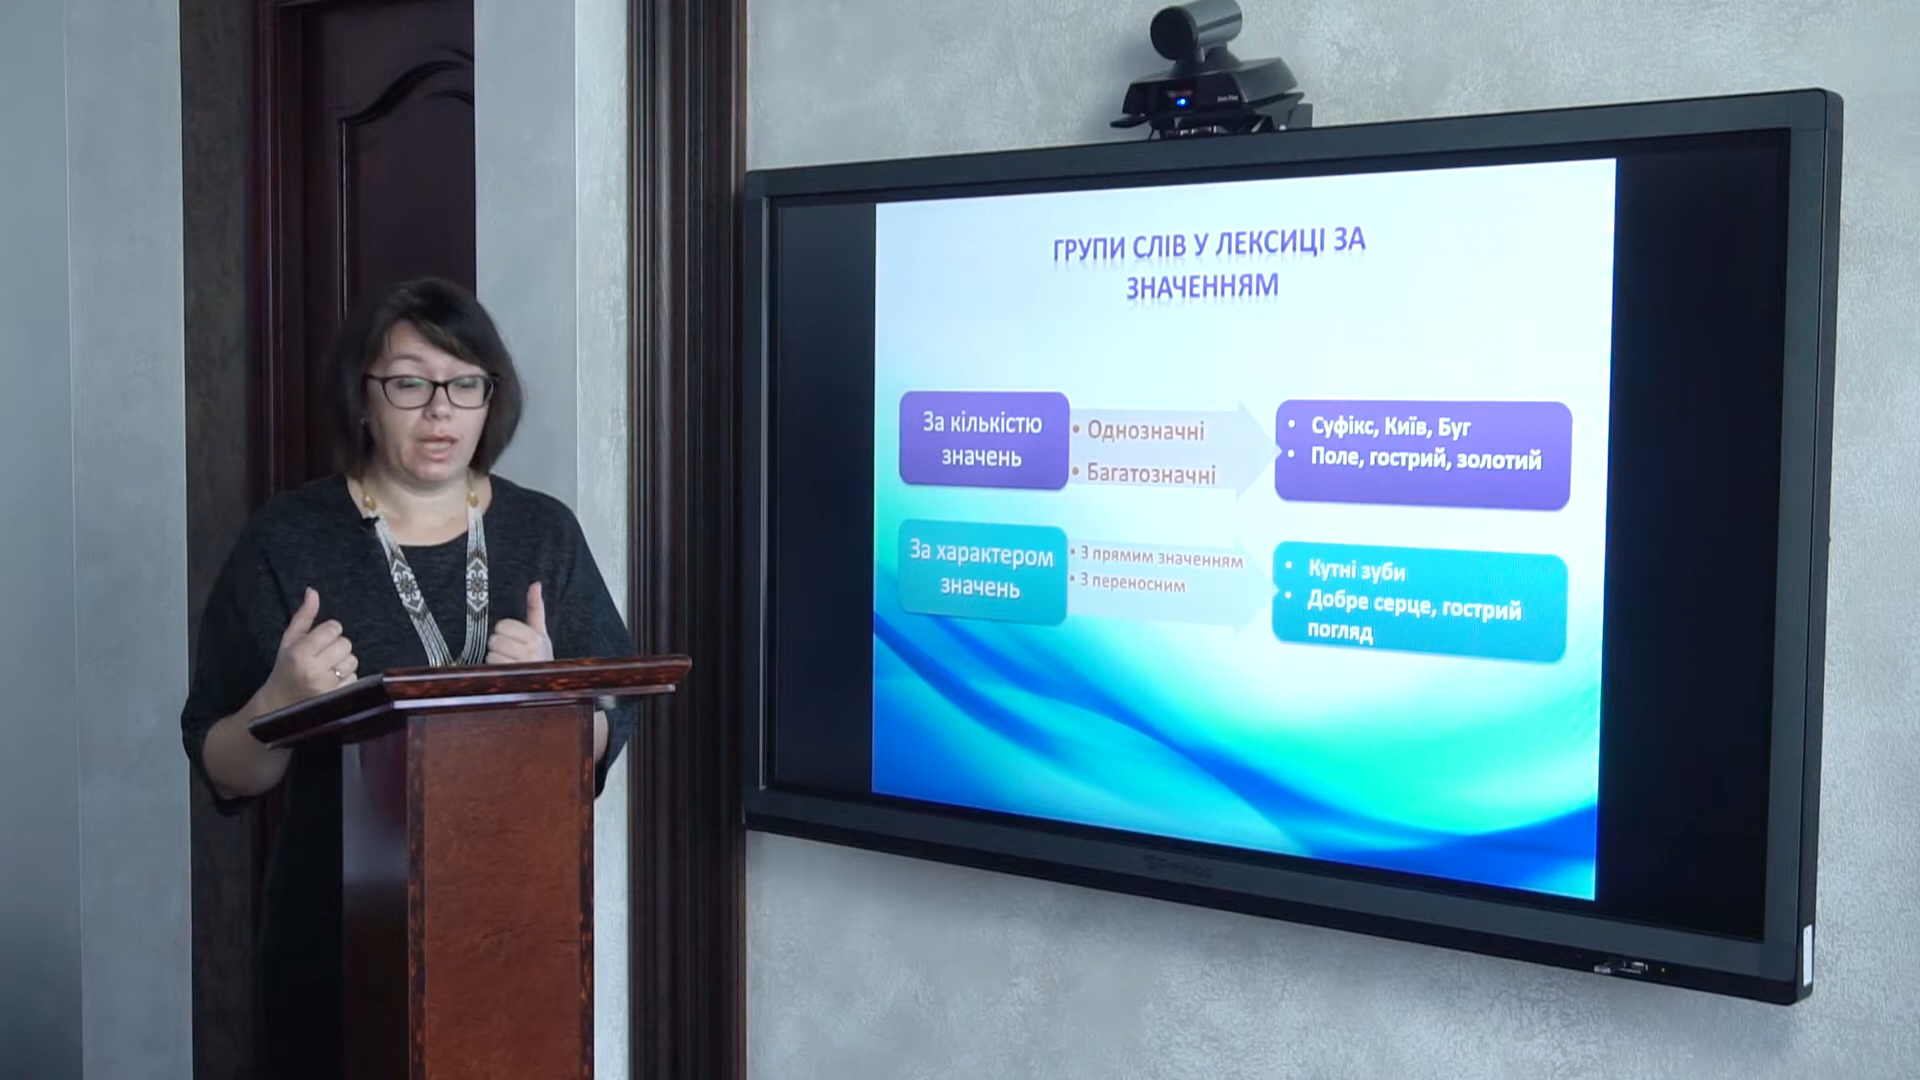 ГРУПИ СЛІВ У ЛЕКСИЦІ ЗА
ЗНАЧЕННЯМ
За кількістю
значень
• Однозначні
• Багатозначні
• Суфікс, Київ, Буг
• Поле, гострий, золотий
За характером
значень
• З прямим значенням
• З переносним
• Кутні зуби
• Добре серце, гострий
погляд